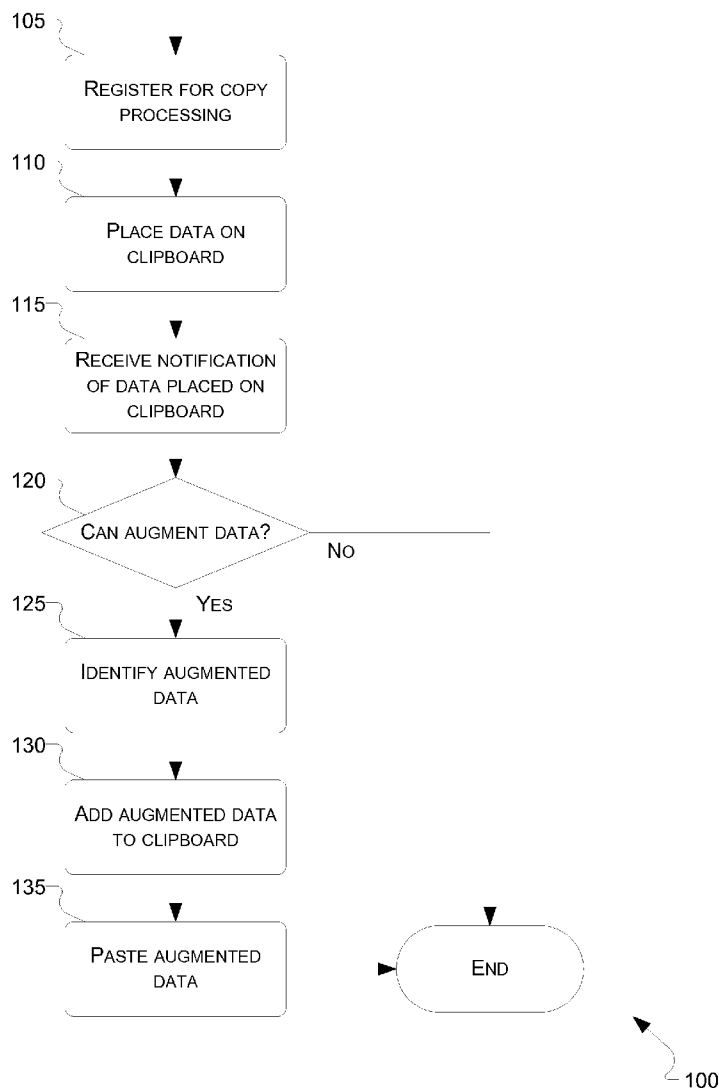 105
REGISTER FOR COPY
PROCESSING
110
PLACE DATA ON
CLIPBOARD
115
RECEIVE NOTIFICATION
OF DATA PLACED ON
CLIPBOARD
120
CAN AUGMENT DATA?
NO
YES
125
IDENTIFY AUGMENTED
DATA
130
ADD AUGMENTED DATA
TO CLIPBOARD
135
PASTE AUGMENTED
DATA
END
100